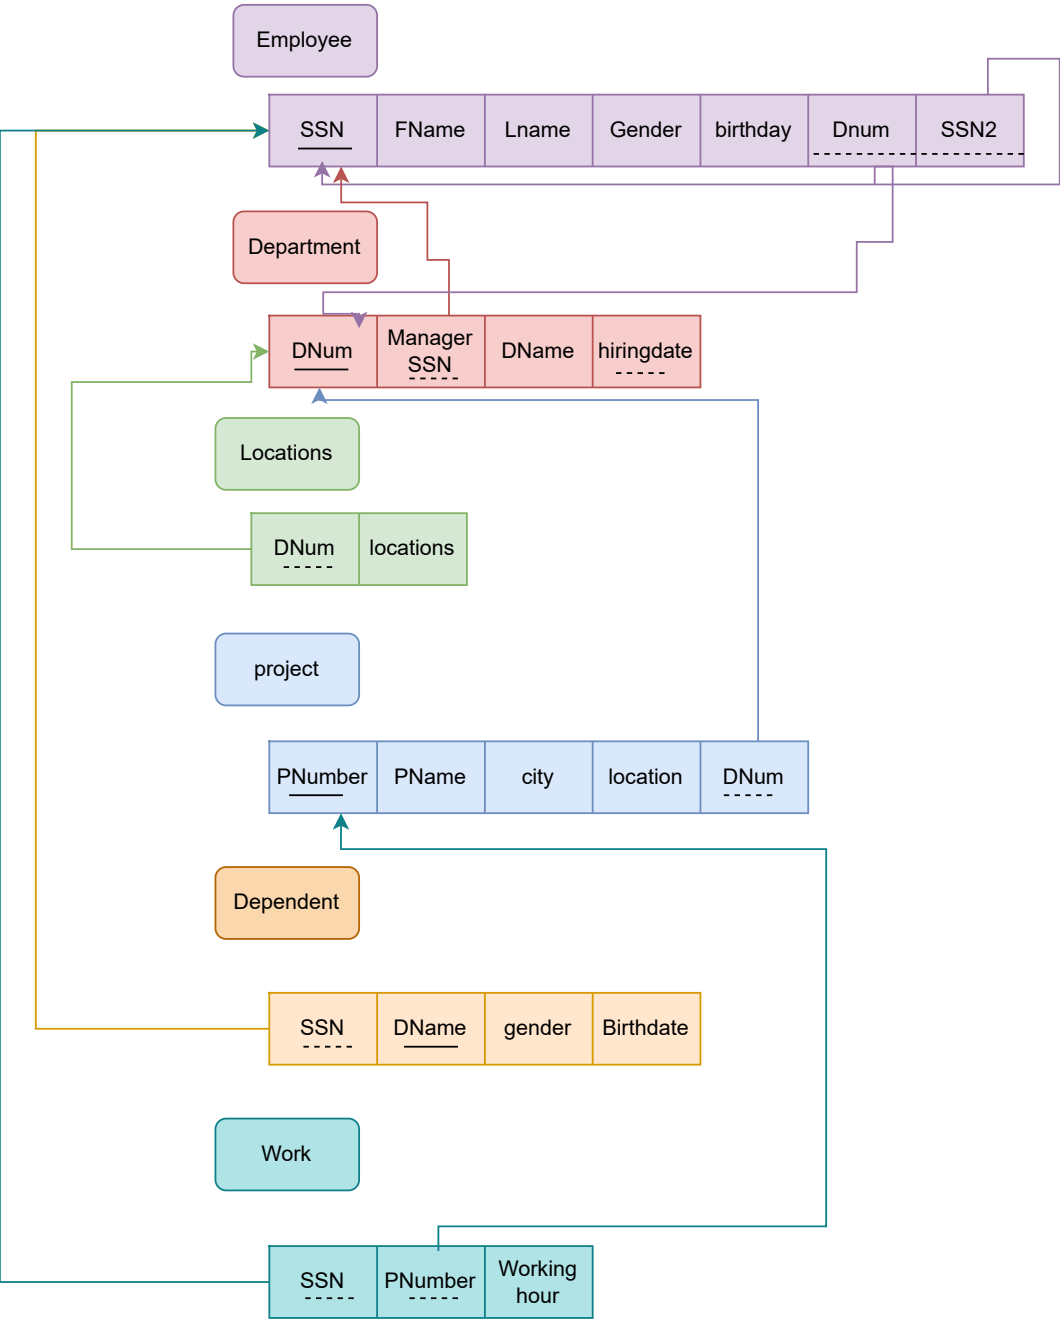 Employee
SSN FName Lname Gender birthday Dnum SSN2
Department
DNum Manager SSN DName hiringdate
Locations
DNum locations
project
PNumber PName city location DNum
Dependent
SSN DName gender Birthdate
Work
SSN PNumber Working hour